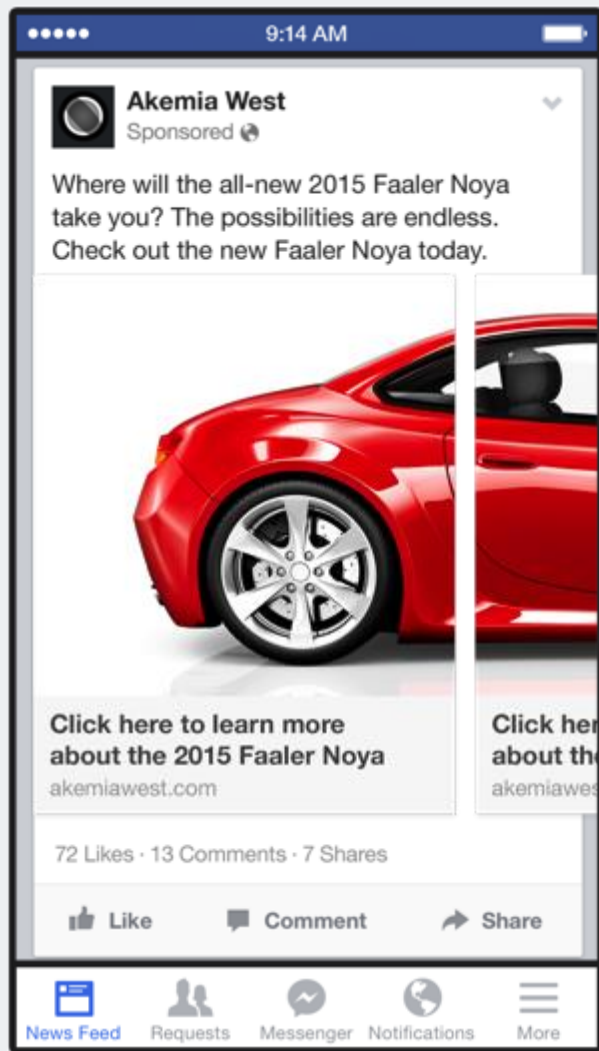 9:14 AM
Akemia West
Sponsored
Where will the all-new 2015 Faaler Noya
take you? The possibilities are endless.
Check out the new Faaler Noya today.
Click here to learn more
about the 2015 Faaler Noya
akemiawest.com
Click
about
72 Likes · 13 Comments · 7 Shares
Like
Comment
Share
News Feed
Requests
Messenger
Notifications
More